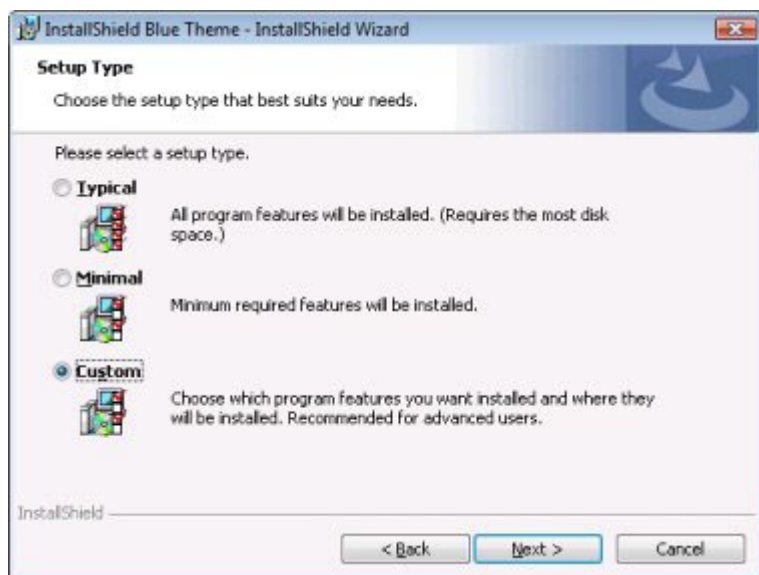 InstallShield Blue Theme - InstallShield Wizard
Setup Type
Choose the setup type that best suits your needs.
Please select a setup type.
Typical
All program features will be installed. (Requires the most disk
space.)
Minimal
Minimum required features will be installed.
Custom
Choose which program features you want installed and where they
will be installed. Recommended for advanced users.
InstallShield
< Back
Next >
Cancel